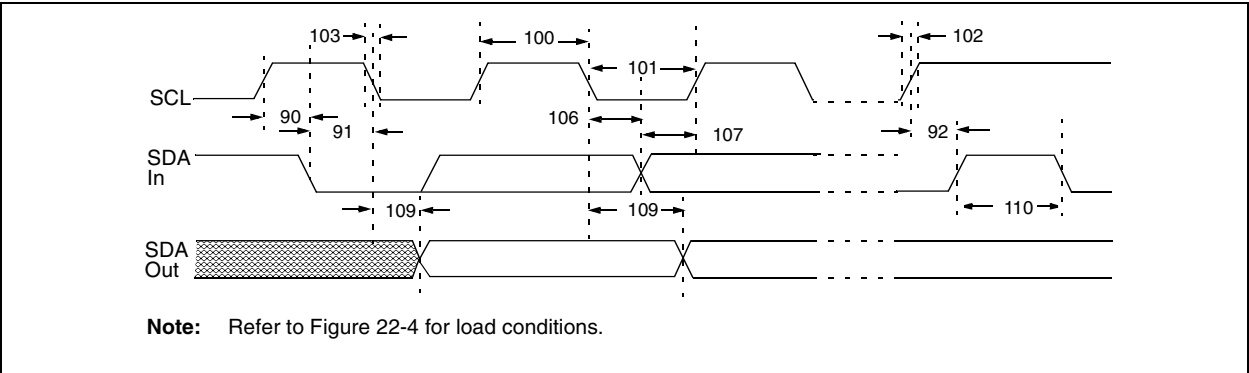 103
100
102
101
SCL
90
91
106
107
92
SDA
In
109
109
110
SDA
Out
Note: Refer to Figure 22-4 for load conditions.